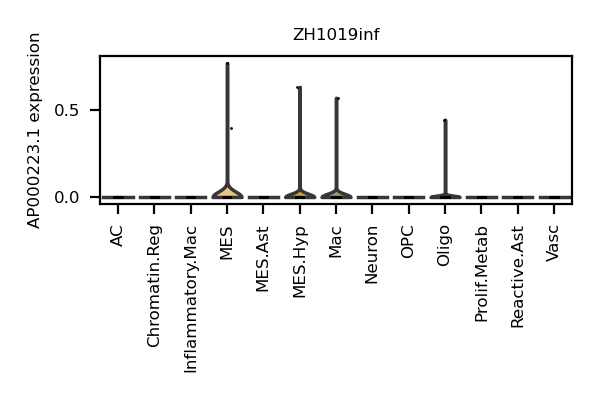 ZH1019inf
AP000223.1 expression
0.5
0.0
AC
Chromatin.Reg
Inflammatory.Mac
MES
MES.Ast
MES.Hyp
Mac
Neuron
OPC
Oligo
Prolif.Metab
Reactive.Ast
Vasc